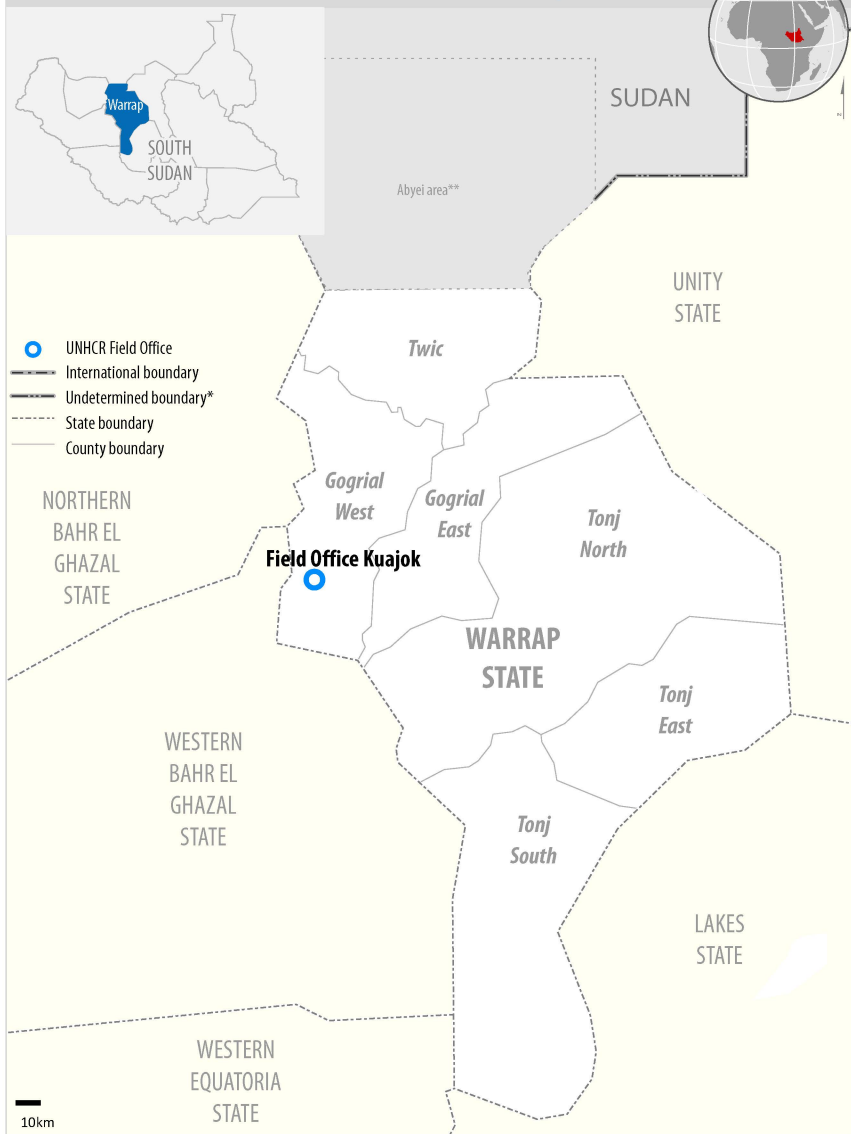 Warrap
SOUTH
SUDAN
SUDAN
Abyei area**
UNITY
STATE
UNHCR Field Office
International boundary
Undetermined boundary*
State boundary
County boundary
Twic
Gogrial
West
Gogrial
East
Tonj
North
NORTHERN
BAHR EL
GHAZAL
STATE
Field Office Kuajok
WARRAP
STATE
Tonj
East
WESTERN
BAHR EL
GHAZAL
STATE
Tonj
South
LAKES
STATE
WESTERN
EQUATORIA
STATE
10km